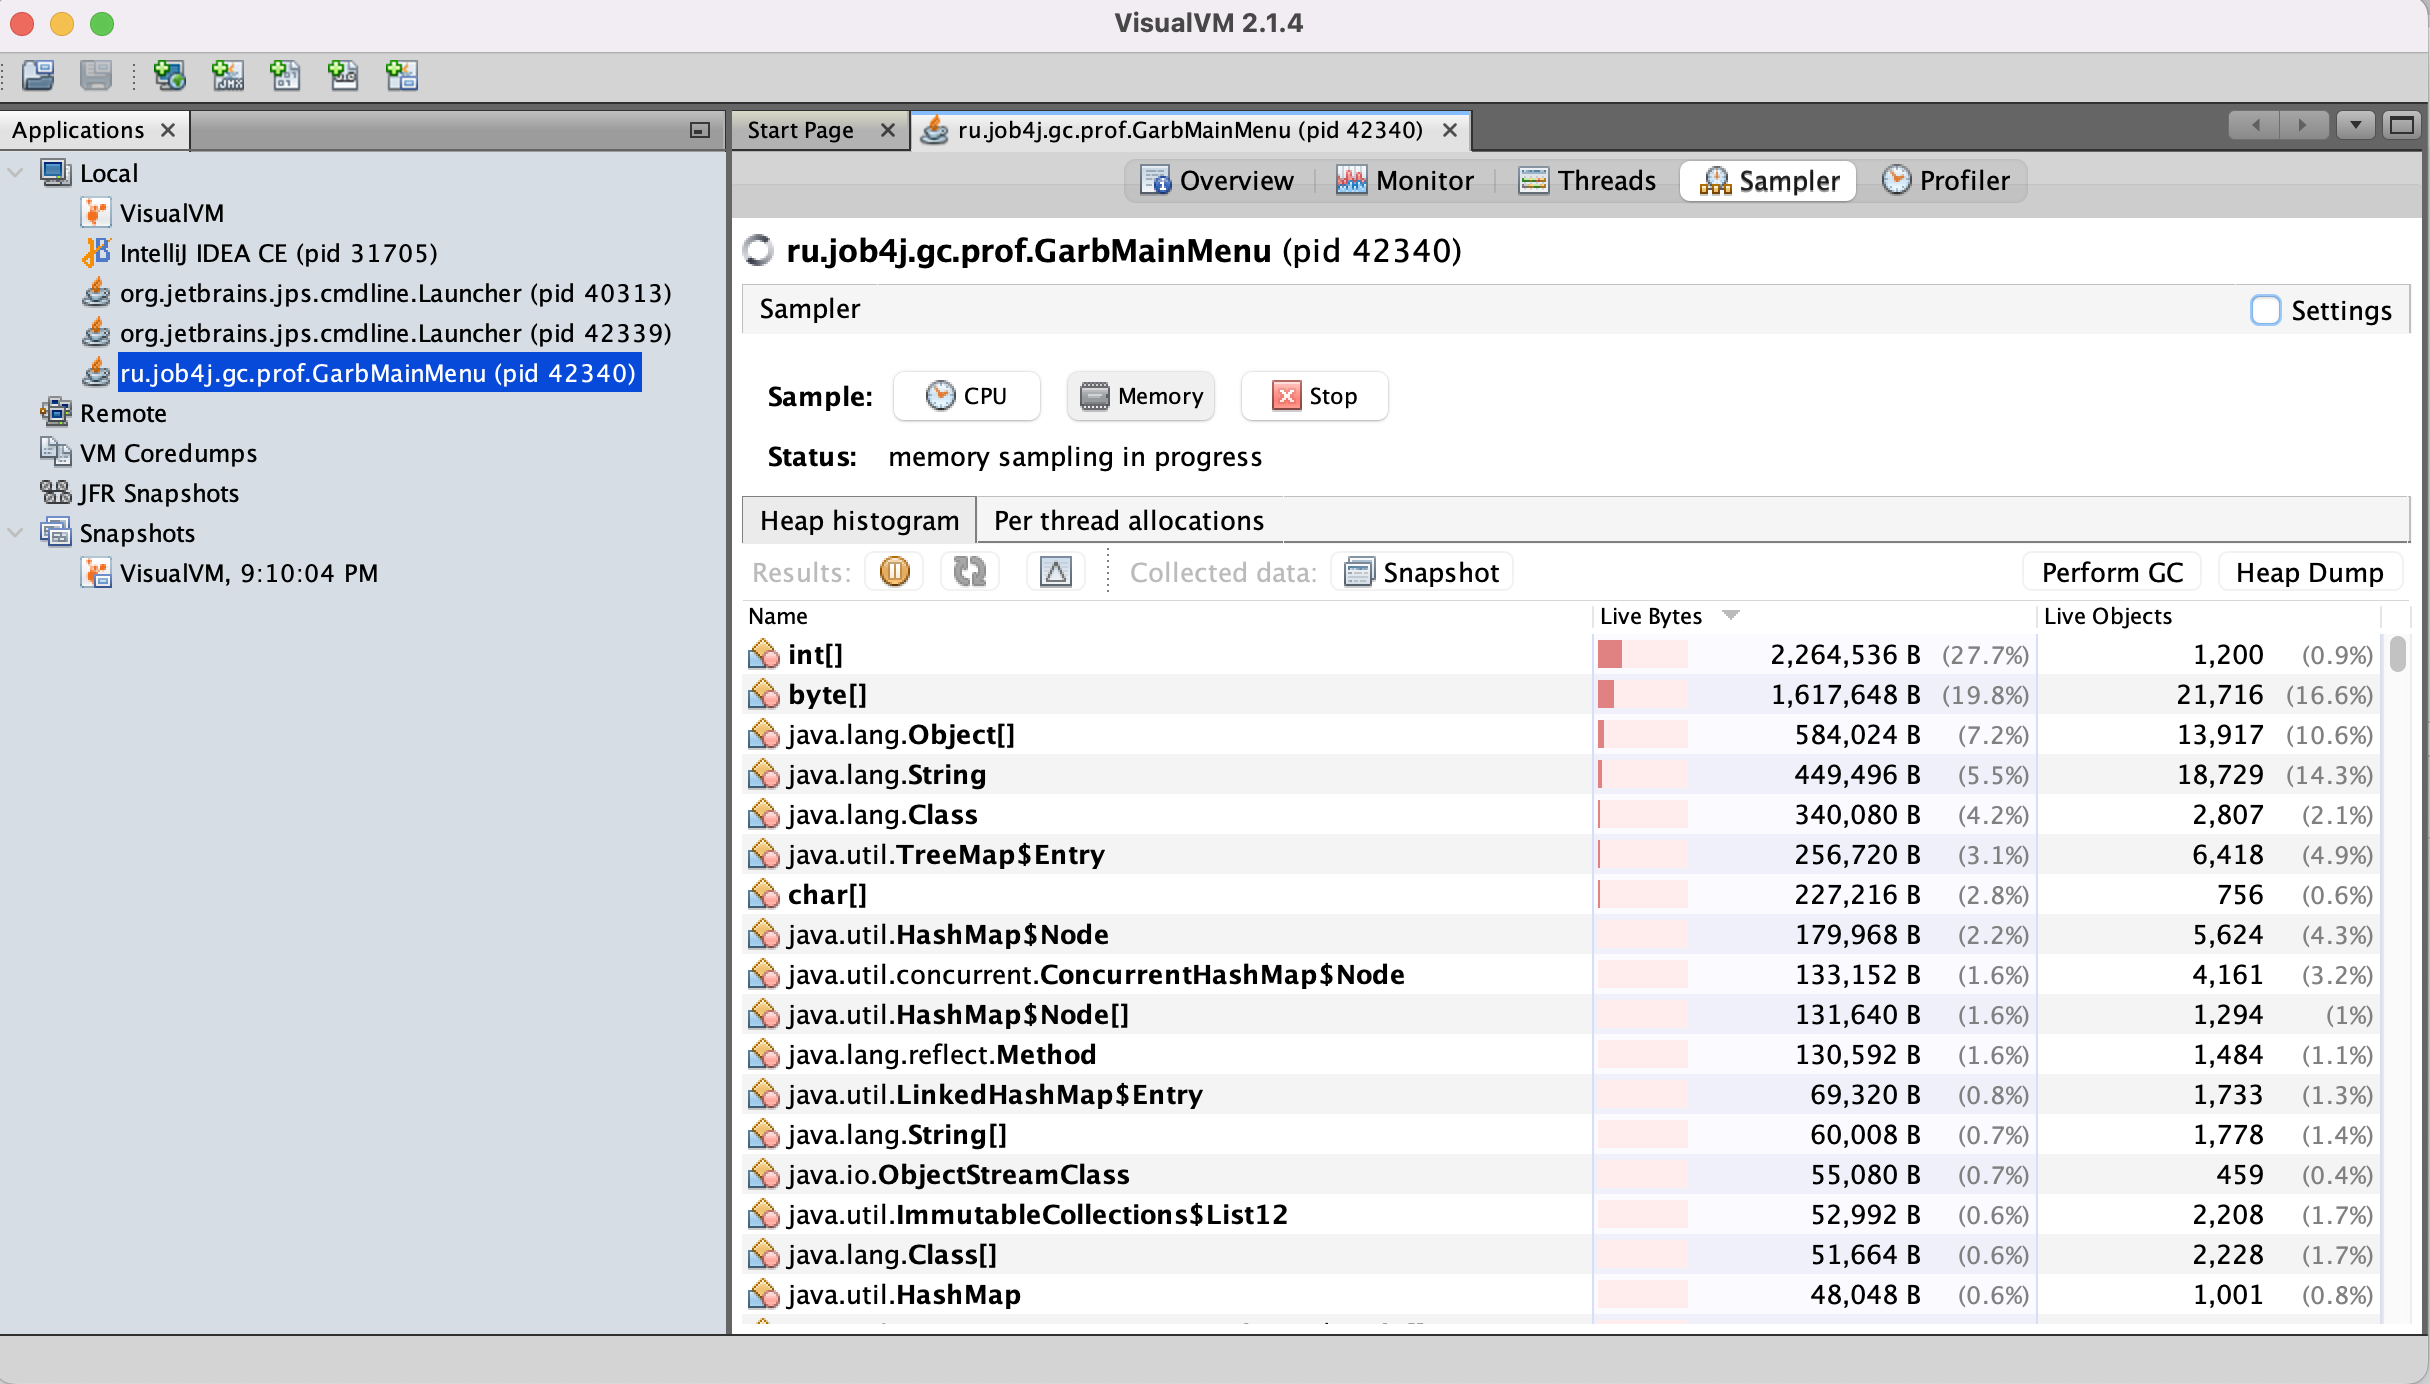 VisualVM 2.1.4
Applications
Local
VisualVM
IntelliJ IDEA CE (pid 31705)
org.jetbrains.jps.cmdline.Launcher (pid 40313)
org.jetbrains.jps.cmdline.Launcher (pid 42339)
ru.job4j.gc.prof.GarbMainMenu (pid 42340)
Remote
VM Coredumps
JFR Snapshots
Snapshots
VisualVM, 9:10:04 PM
Start Page ru.job4j.gc.prof.GarbMainMenu (pid 42340)
Overview Monitor Threads Sampler Profiler
ru.job4j.gc.prof.GarbMainMenu (pid 42340)
Sampler Settings
Sample: CPU Memory Stop
Status: memory sampling in progress
Heap histogram Per thread allocations
Results: Collected data: Snapshot Perform GC Heap Dump
Name Live Bytes Live Objects
int[] 2,264,536 B (27.7%) 1,200 (0.9%)
byte[] 1,617,648 B (19.8%) 21,716 (16.6%)
java.lang.Object[] 584,024 B (7.2%) 13,917 (10.6%)
java.lang.String 449,496 B (5.5%) 18,729 (14.3%)
java.lang.Class 340,080 B (4.2%) 2,807 (2.1%)
java.util.TreeMap$Entry 256,720 B (3.1%) 6,418 (4.9%)
char[] 227,216 B (2.8%) 756 (0.6%)
java.util.HashMap$Node 179,968 B (2.2%) 5,624 (4.3%)
java.util.concurrent.ConcurrentHashMap$Node 133,152 B (1.6%) 4,161 (3.2%)
java.util.HashMap$Node[] 131,640 B (1.6%) 1,294 (1%)
java.lang.reflect.Method 130,592 B (1.6%) 1,484 (1.1%)
java.util.LinkedHashMap$Entry 69,320 B (0.8%) 1,733 (1.3%)
java.lang.String[] 60,008 B (0.7%) 1,778 (1.4%)
java.io.ObjectStreamClass 55,080 B (0.7%) 459 (0.4%)
java.util.ImmutableCollections$List12 52,992 B (0.6%) 2,208 (1.7%)
java.lang.Class[] 51,664 B (0.6%) 2,228 (1.7%)
java.util.HashMap 48,048 B (0.6%) 1,001 (0.8%)